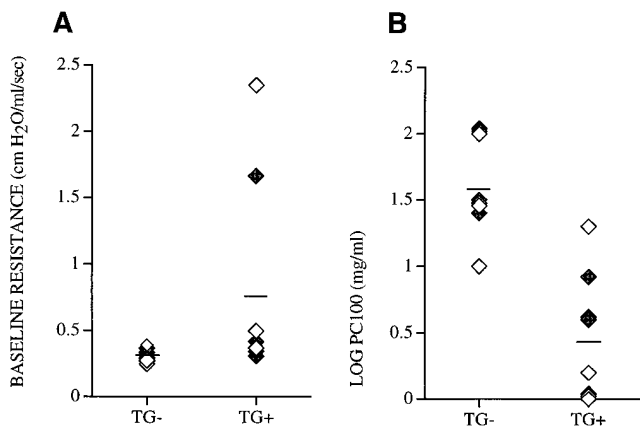 A
BASELINE RESISTANCE (cm H2O/ml/sec)
2.5
2
1.5
1
0.5
0
TG-
TG+
B
LOG PC100 (mg/ml)
2.5
2
1.5
1
0.5
0
TG-
TG+